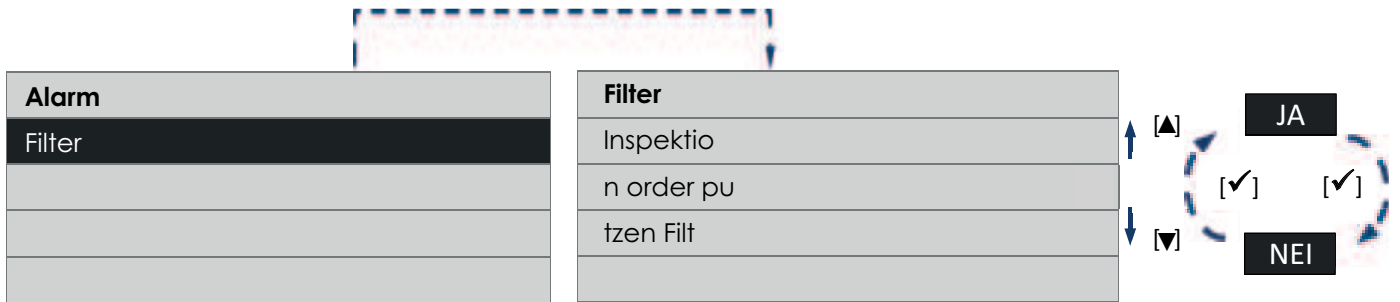 Alarm
Filter
Filter
Inspektio
n order pu
tzen Filt
[▲]
[▼]
JA
[✓] [✓]
NEI